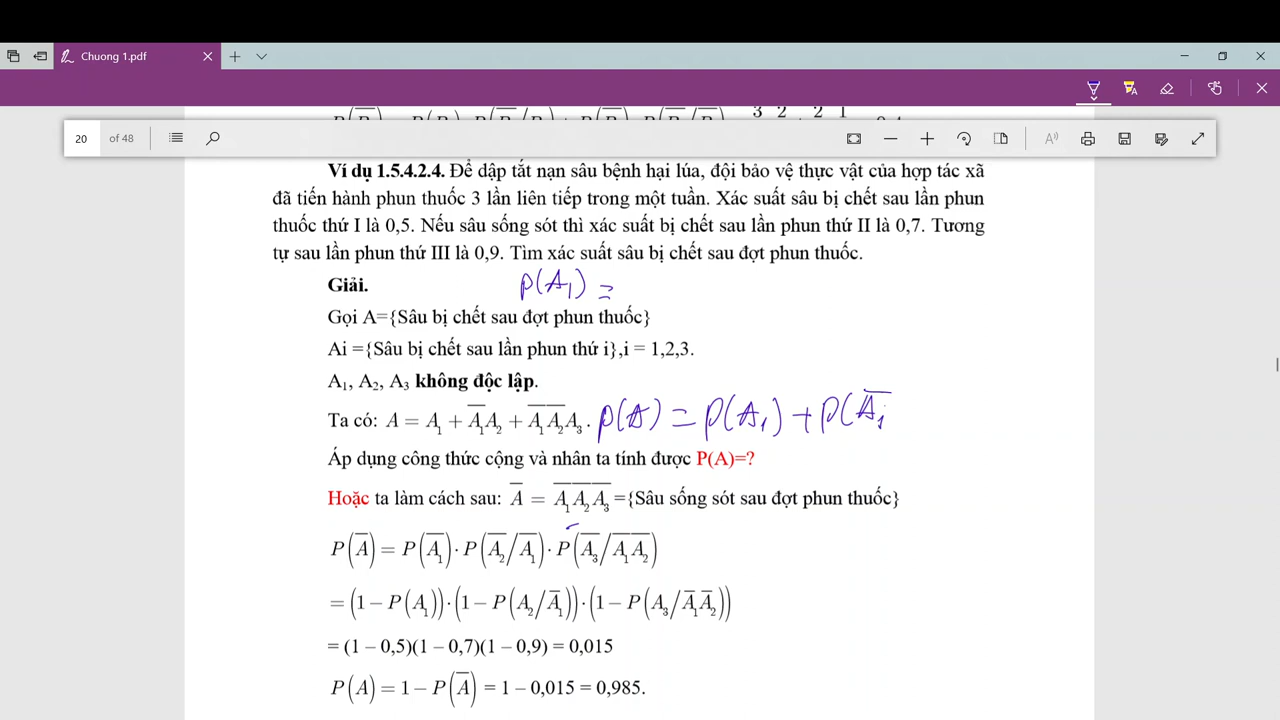 Chuong 1.pdf
20 of 48
Ví dụ 1.5.4.2.4. Để dập tắt nạn sâu bệnh hại lúa, đội bảo vệ thực vật của hợp tác xã
đã tiến hành phun thuốc 3 lần liên tiếp trong một tuần. Xác suất sâu bị chết sau lần phun
thuốc thứ I là 0,5. Nếu sâu sống sót thì xác suất bị chết sau lần phun thứ II là 0,7. Tương
tự sau lần phun thứ III là 0,9. Tìm xác suất sâu bị chết sau đợt phun thuốc.
Giải. P(A₁) =
Gọi A={Sâu bị chết sau đợt phun thuốc}
Ai ={Sâu bị chết sau lần phun thứ i},i = 1,2,3.
A₁, A₂, A₃ không độc lập.
Ta có: A = A₁ + A̅₁A₂ + A̅₁A̅₂A₃. P(A) = P(A₁) + P(A̅₁
Áp dụng công thức cộng và nhân ta tính được P(A)=?
Hoặc ta làm cách sau: A̅ = A̅₁A̅₂A̅₃ ={Sâu sống sót sau đợt phun thuốc}
P(A̅) = P(A̅₁) · P(A̅₂/A̅₁) · P(A̅₃/A̅₁A̅₂)
= (1 – P(A₁)) · (1 – P(A₂/A̅₁)) · (1 – P(A₃/A̅₁A̅₂))
= (1 – 0,5)(1 – 0,7)(1 – 0,9) = 0,015
P(A) = 1 – P(A̅) = 1 – 0,015 = 0,985.